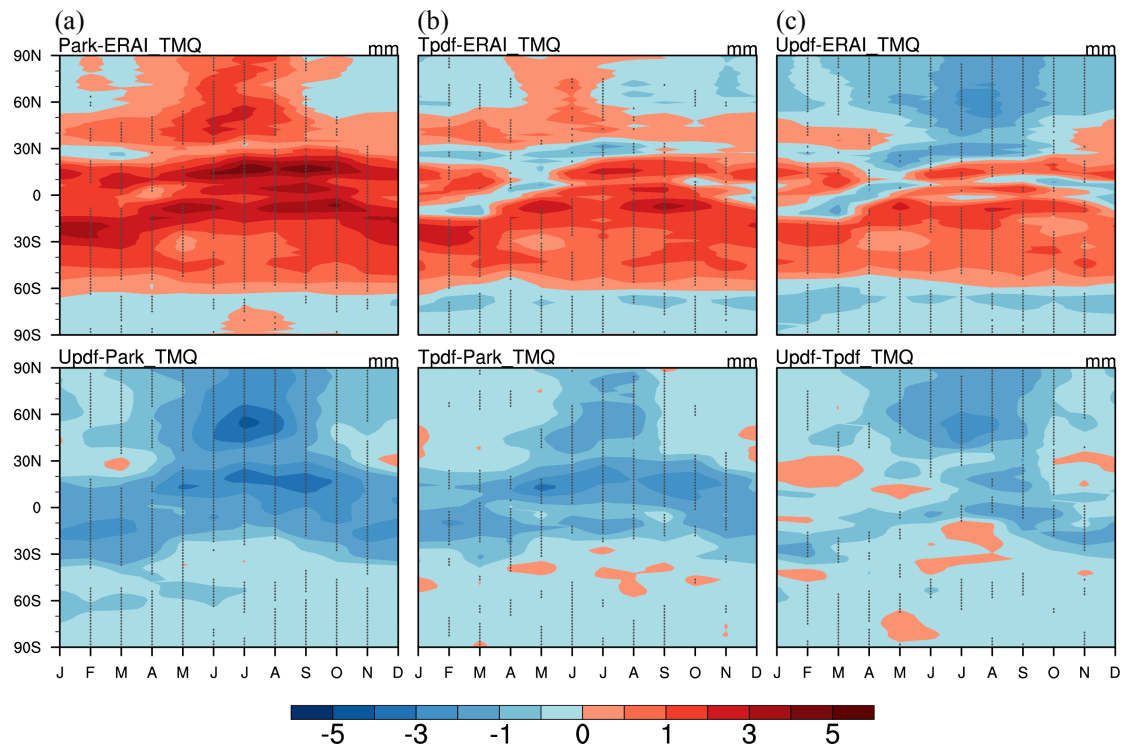 (a) (b) (c)
Park-ERAI_TMQ mm Tpdf-ERAI_TMQ mm Updf-ERAI_TMQ mm
90N
60N
30N
0
30S
60S
90S
Updf-Park_TMQ mm Tpdf-Park_TMQ mm Updf-Tpdf_TMQ mm
90N
60N
30N
0
30S
60S
90S
J F M A M J J A S O N D J F M A M J J A S O N D J F M A M J J A S O N D
-5 -3 -1 0 1 3 5